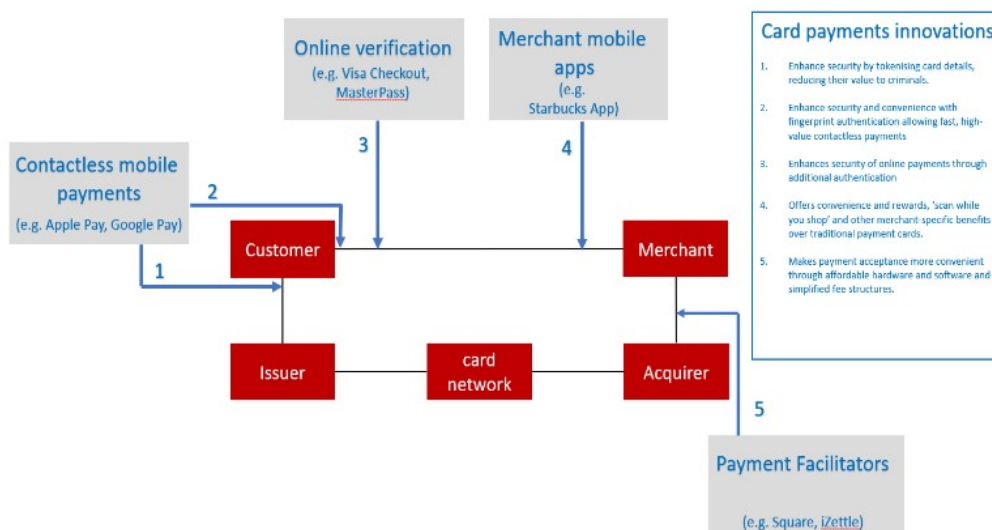 Online verification
(e.g. Visa Checkout,
MasterPass)
Merchant mobile
apps
(e.g.
Starbucks App)
3
4
Contactless mobile
payments
(e.g. Apple Pay, Google Pay)
2
1
Customer
Merchant
Issuer
card
network
Acquirer
5
Payment Facilitators
(e.g. Square, iZettle)
Card payments innovations
1. Enhance security by tokenising card details,
reducing their value to criminals.
2. Enhance security and convenience with
fingerprint authentication allowing fast, high-
value contactless payments
3. Enhances security of online payments through
additional authentication
4. Offers convenience and rewards, 'scan while
you shop' and other merchant-specific benefits
over traditional payment cards.
5. Makes payment acceptance more convenient
through affordable hardware and software and
simplified fee structures.